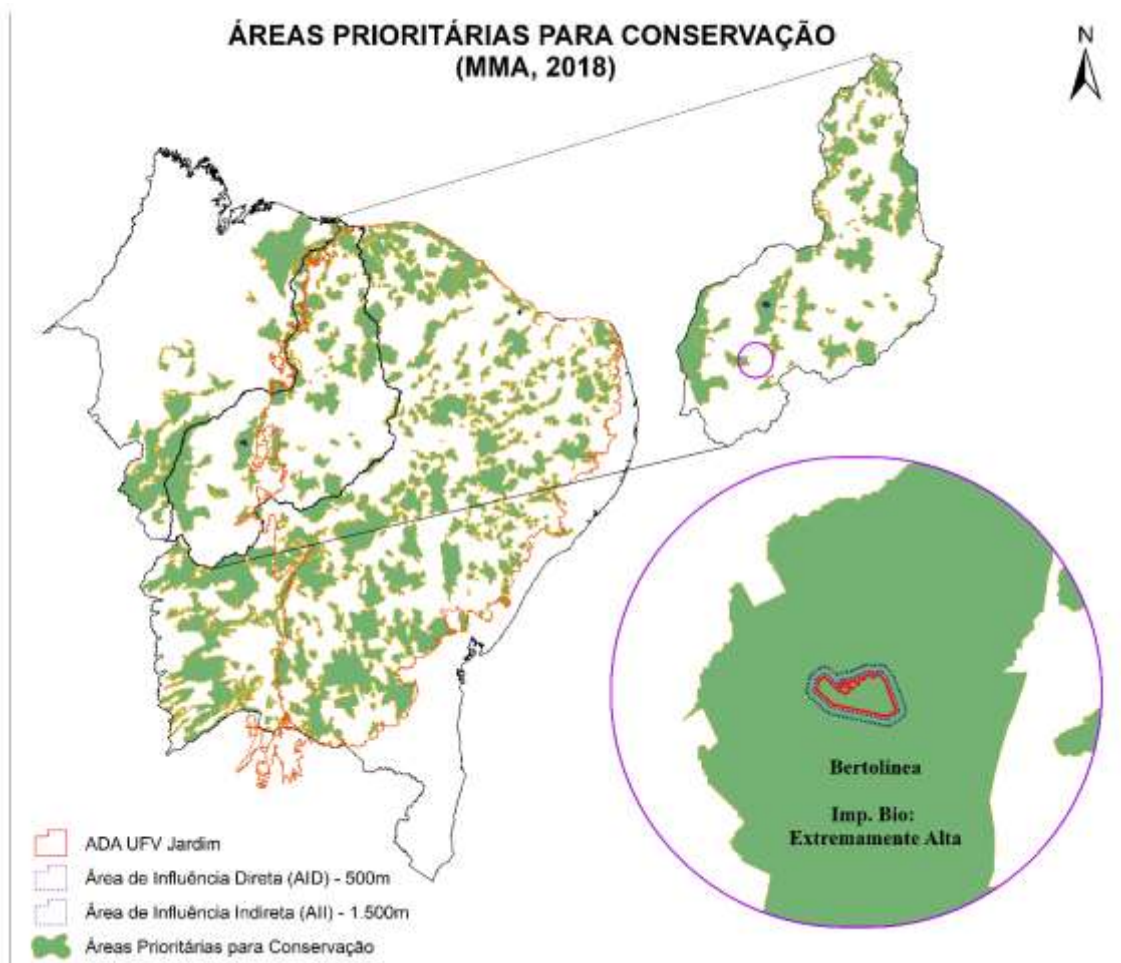 ÁREAS PRIORITÁRIAS PARA CONSERVAÇÃO
(MMA, 2018)
N
Bertolínea
Imp. Bio:
Extremamente Alta
ADA UFV Jardim
Área de Influência Direta (AID) - 500m
Área de Influência Indireta (AII) - 1.500m
Áreas Prioritárias para Conservação